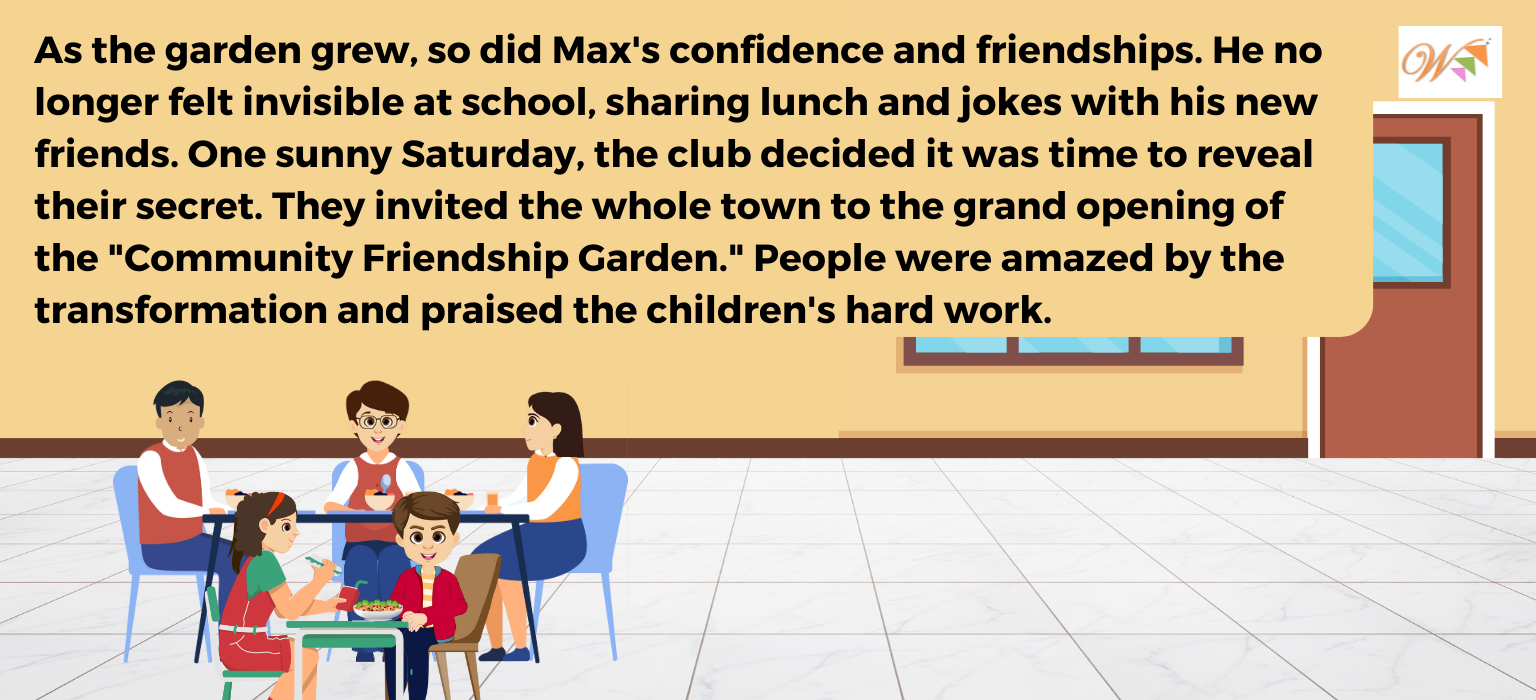 As the garden grew, so did Max's confidence and friendships. He no
longer felt invisible at school, sharing lunch and jokes with his new
friends. One sunny Saturday, the club decided it was time to reveal
their secret. They invited the whole town to the grand opening of
the "Community Friendship Garden." People were amazed by the
transformation and praised the children's hard work.
W